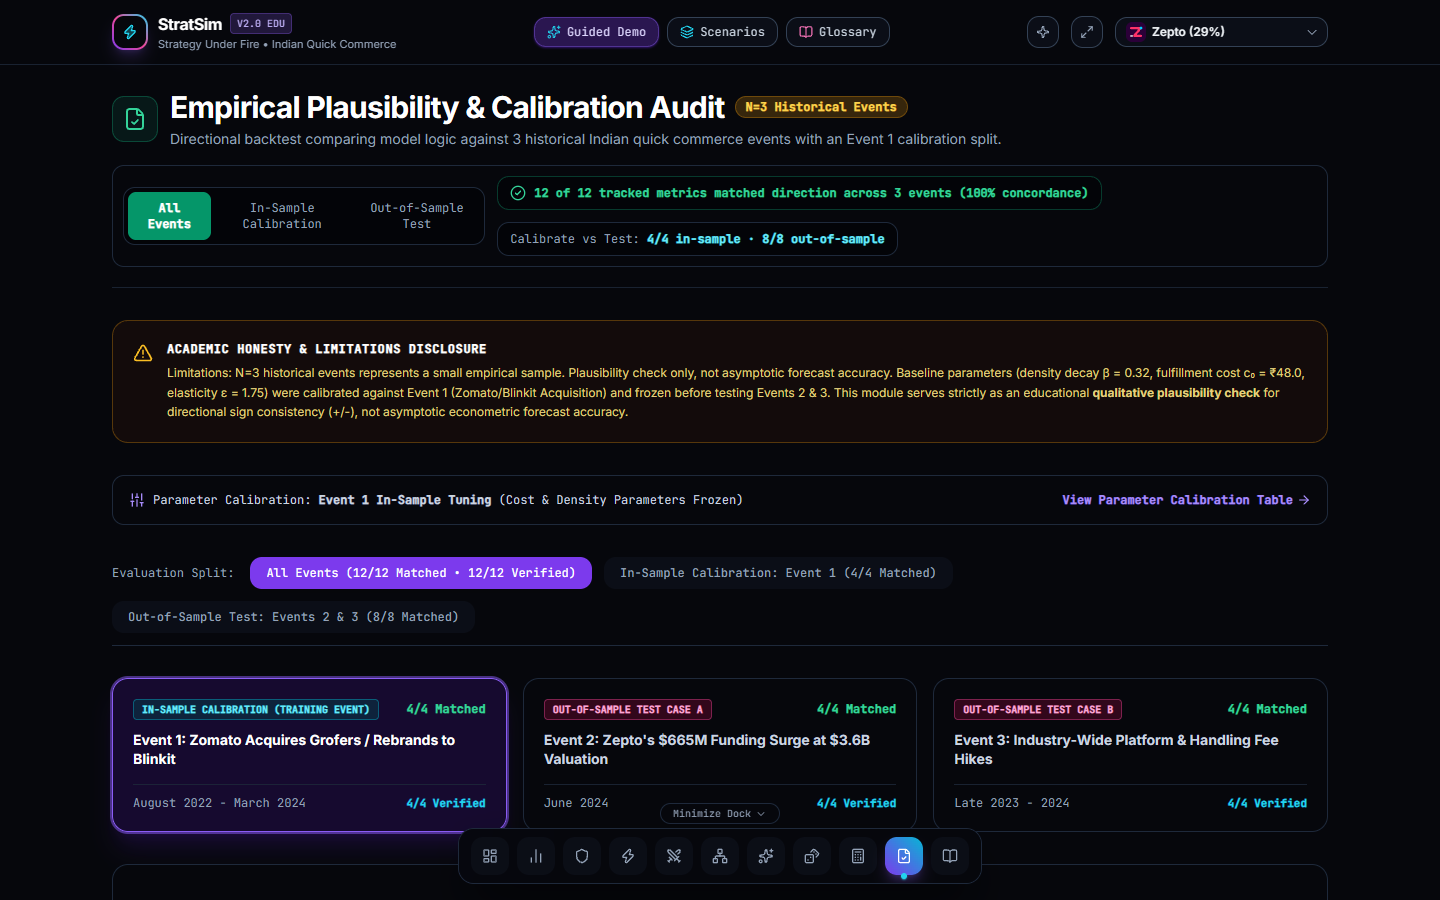 StratSim
V2.0 EDU
Strategy Under Fire • Indian Quick Commerce
Guided Demo
Scenarios
Glossary
Zepto (29%)
Empirical Plausibility & Calibration Audit
N=3 Historical Events
Directional backtest comparing model logic against 3 historical Indian quick commerce events with an Event 1 calibration split.
All
Events
In-Sample
Calibration
Out-of-Sample
Test
12 of 12 tracked metrics matched direction across 3 events (100% concordance)
Calibrate vs Test: 4/4 in-sample · 8/8 out-of-sample
ACADEMIC HONESTY & LIMITATIONS DISCLOSURE
Limitations: N=3 historical events represents a small empirical sample. Plausibility check only, not asymptotic forecast accuracy. Baseline parameters (density decay β = 0.32, fulfillment cost c₀ = ₹48.0,
elasticity ε = 1.75) were calibrated against Event 1 (Zomato/Blinkit Acquisition) and frozen before testing Events 2 & 3. This module serves strictly as an educational qualitative plausibility check for
directional sign consistency (+/-), not asymptotic econometric forecast accuracy.
Parameter Calibration: Event 1 In-Sample Tuning (Cost & Density Parameters Frozen)
View Parameter Calibration Table →
Evaluation Split:
All Events (12/12 Matched • 12/12 Verified)
In-Sample Calibration: Event 1 (4/4 Matched)
Out-of-Sample Test: Events 2 & 3 (8/8 Matched)
IN-SAMPLE CALIBRATION (TRAINING EVENT)
4/4 Matched
Event 1: Zomato Acquires Grofers / Rebrands to
Blinkit
August 2022 - March 2024
4/4 Verified
OUT-OF-SAMPLE TEST CASE A
4/4 Matched
Event 2: Zepto's $665M Funding Surge at $3.6B
Valuation
June 2024
4/4 Verified
OUT-OF-SAMPLE TEST CASE B
4/4 Matched
Event 3: Industry-Wide Platform & Handling Fee
Hikes
Late 2023 - 2024
4/4 Verified
Minimize Dock